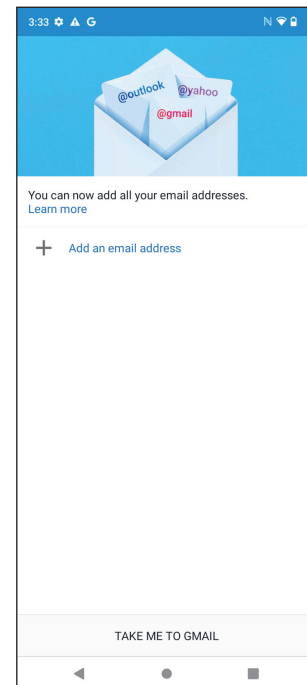 3:33 G
@outlook
@yahoo
@gmail
You can now add all your email addresses.
Learn more
Add an email address
TAKE ME TO GMAIL